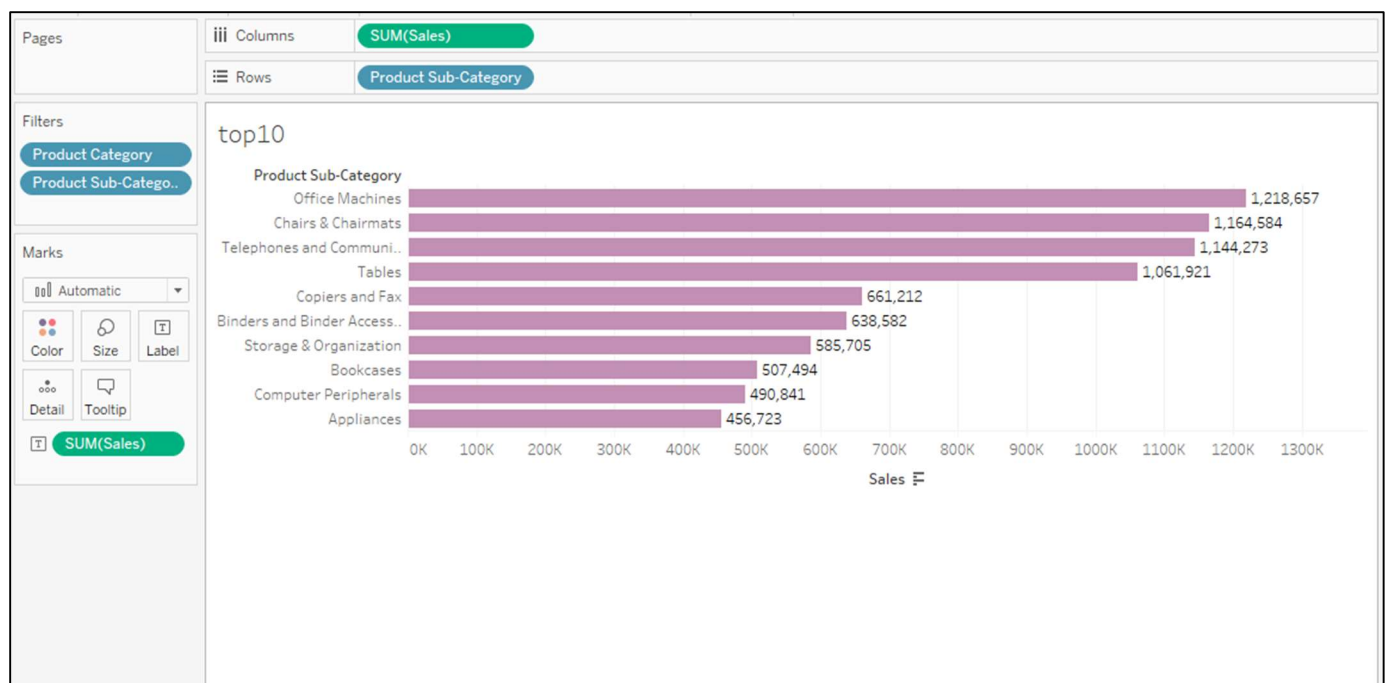 Pages
Columns SUM(Sales)
Rows Product Sub-Category
Filters
Product Category
Product Sub-Catego..
Marks
Automatic
Color Size Label
Detail Tooltip
SUM(Sales)
top10
Product Sub-Category
Office Machines 1,218,657
Chairs & Chairmats 1,164,584
Telephones and Communi.. 1,144,273
Tables 1,061,921
Copiers and Fax 661,212
Binders and Binder Access.. 638,582
Storage & Organization 585,705
Bookcases 507,494
Computer Peripherals 490,841
Appliances 456,723
0K 100K 200K 300K 400K 500K 600K 700K 800K 900K 1000K 1100K 1200K 1300K
Sales